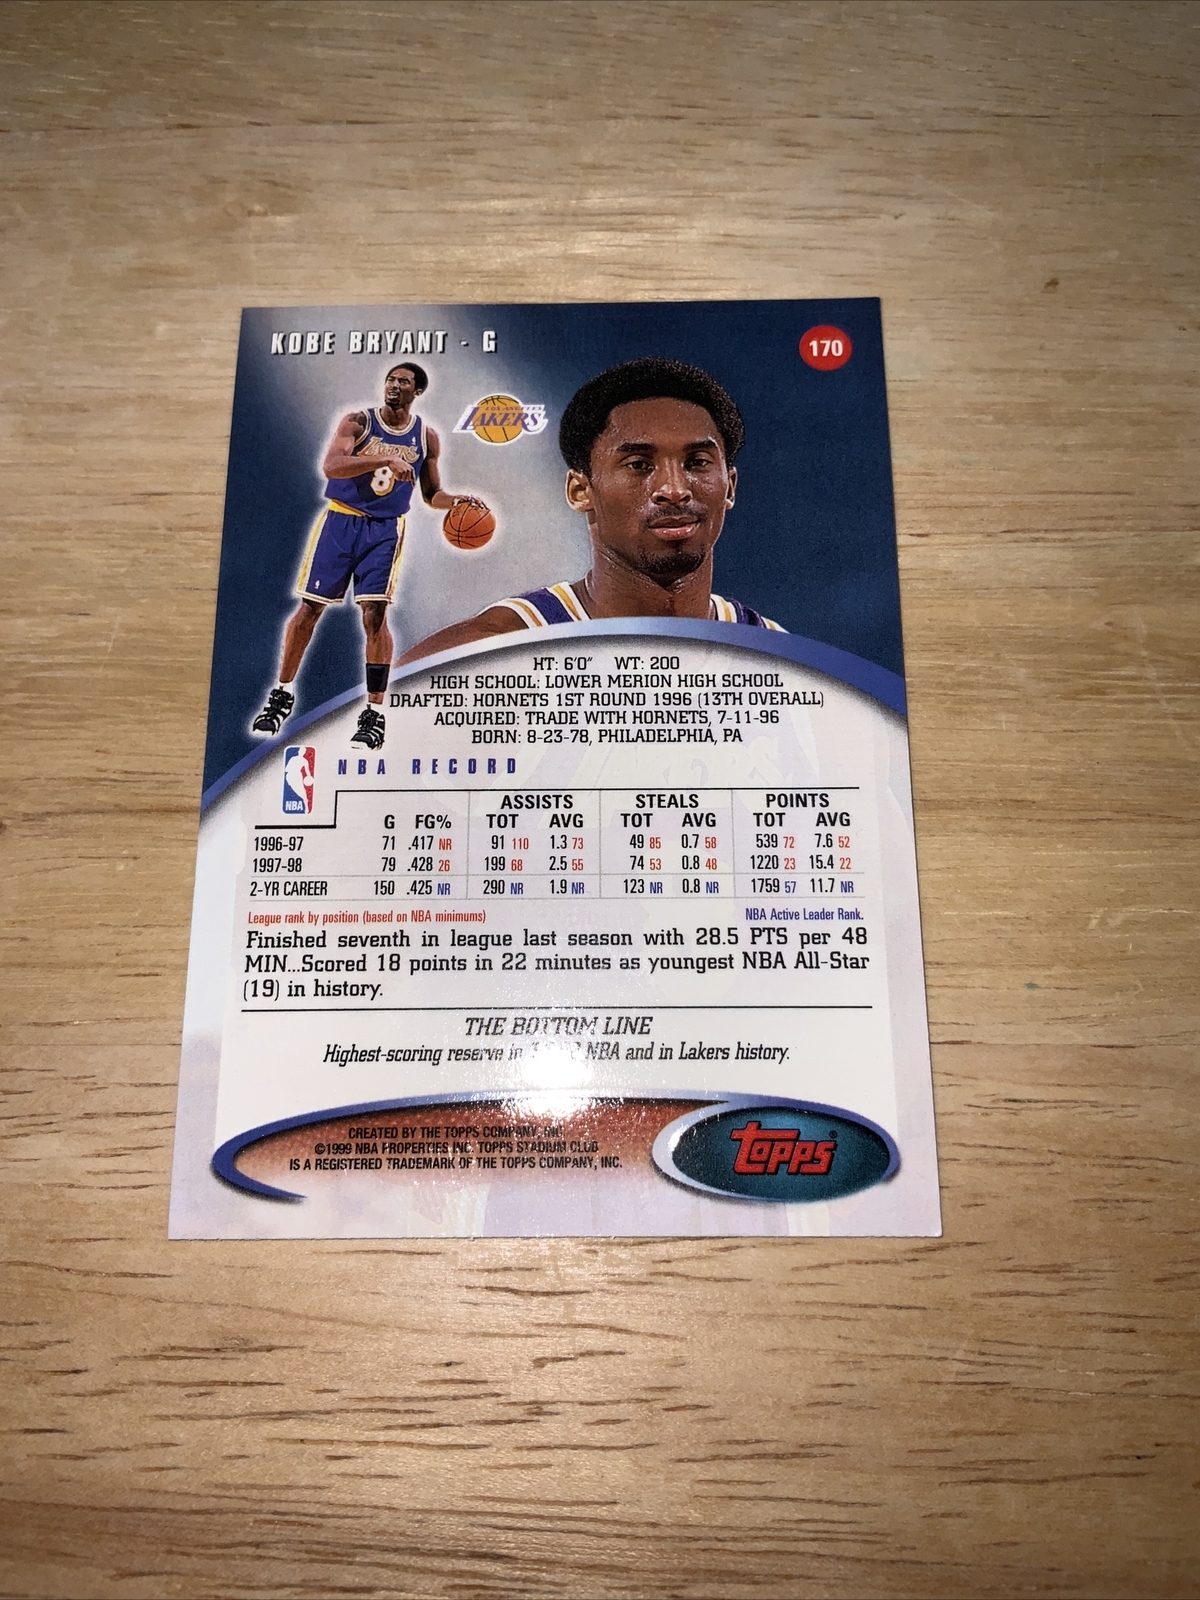 KOBE BRYANT - G
170
LOS ANGELES
LAKERS
LAKERS
8
HT: 6'0" WT: 200
HIGH SCHOOL: LOWER MERION HIGH SCHOOL
DRAFTED: HORNETS 1ST ROUND 1996 (13TH OVERALL)
ACQUIRED: TRADE WITH HORNETS, 7-11-96
BORN: 8-23-78, PHILADELPHIA, PA
NBA
NBA RECORD
ASSISTS STEALS POINTS
G FG% TOT AVG TOT AVG TOT AVG
1996-97 71 .417 NR 91 110 1.3 73 49 85 0.7 58 539 72 7.6 52
1997-98 79 .428 26 199 68 2.5 55 74 53 0.8 48 1220 23 15.4 22
2-YR CAREER 150 .425 NR 290 NR 1.9 NR 123 NR 0.8 NR 1759 57 11.7 NR
League rank by position (based on NBA minimums) NBA Active Leader Rank.
Finished seventh in league last season with 28.5 PTS per 48
MIN...Scored 18 points in 22 minutes as youngest NBA All-Star
(19) in history.
THE BOTTOM LINE
Highest-scoring reserve in NBA and in Lakers history.
CREATED BY THE TOPPS COMPANY, INC.
©1999 NBA PROPERTIES INC. TOPPS STADIUM CLUB
IS A REGISTERED TRADEMARK OF THE TOPPS COMPANY, INC.
topps®